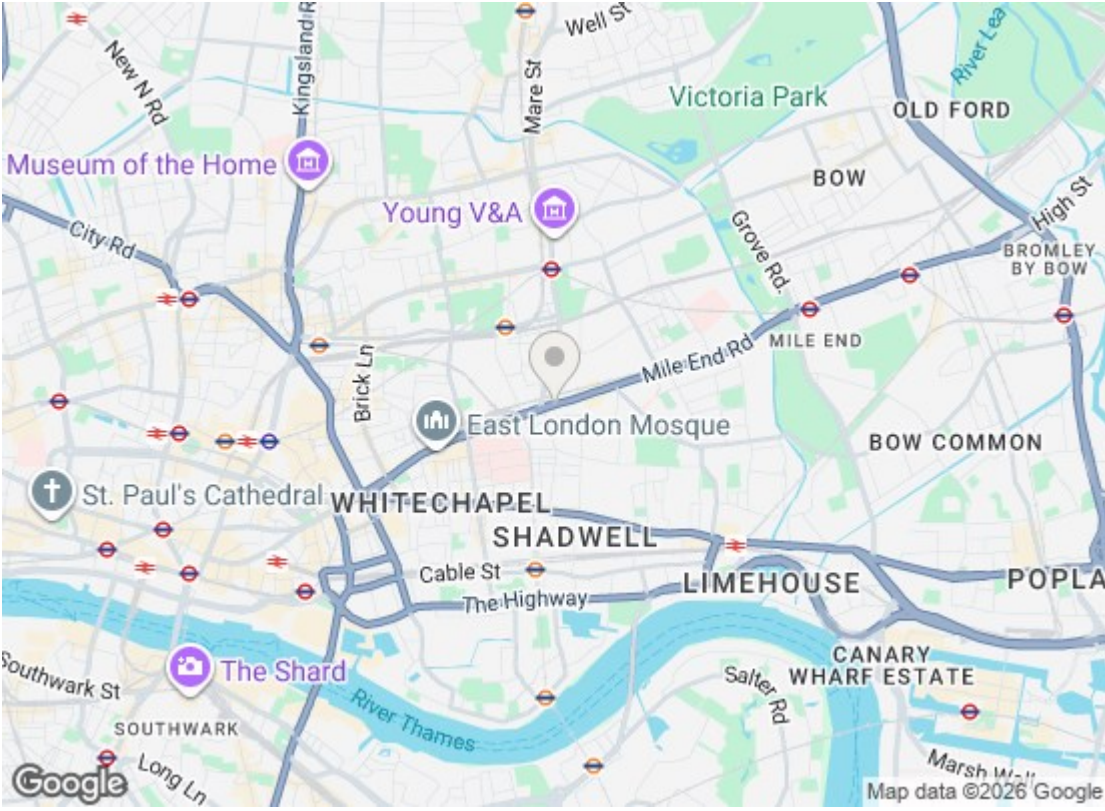 Well St
New N Rd
Kingsland R
Mare St
River Lea
Victoria Park
OLD FORD
Museum of the Home
BOW
Young V&A
High St
City Rd
Grove Rd.
BROMLEY
BY BOW
MILE END
Mile End Rd
Brick Ln
East London Mosque
BOW COMMON
St. Paul's Cathedral
WHITECHAPEL
SHADWELL
Cable St
LIMEHOUSE
POPLA
The Highway
CANARY
WHARF ESTATE
The Shard
Southwark St
Salter Rd
River Thames
SOUTHWARK
Long Ln
Marsh Wall
Google
Map data ©2026 Google